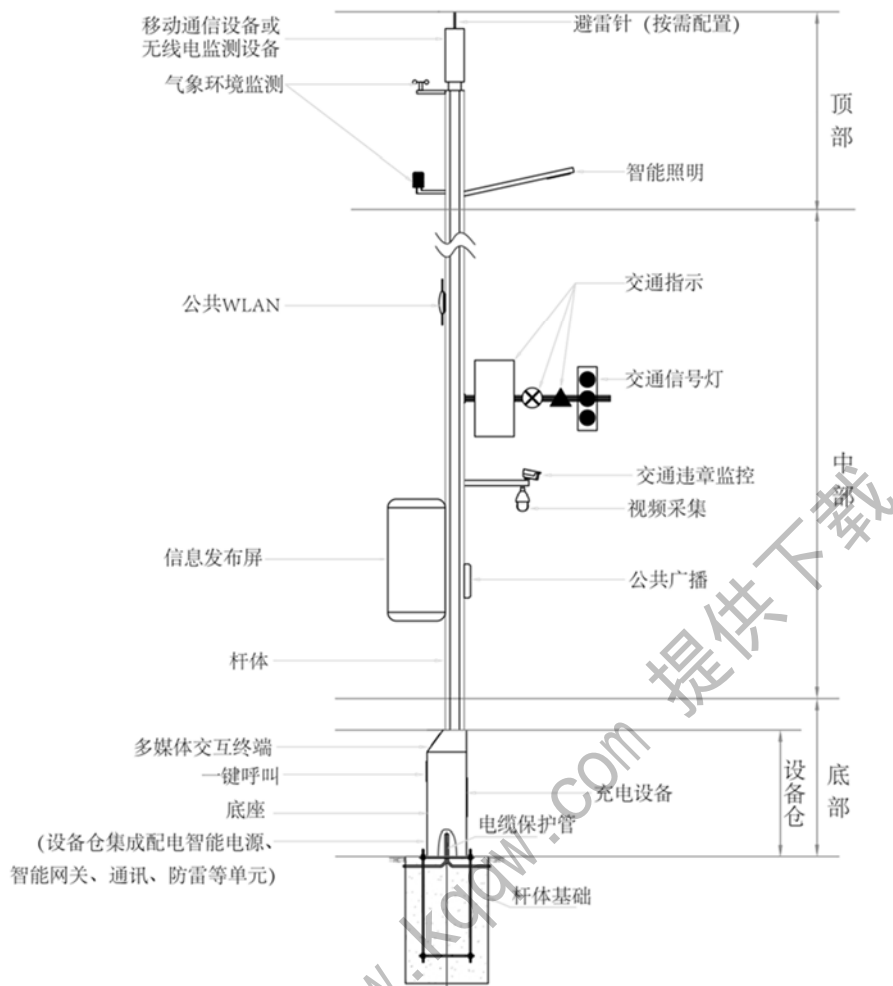 移动通信设备或
无线电监测设备
避雷针（按需配置）
气象环境监测
顶部
智能照明
公共WLAN
交通指示
交通信号灯
中部
交通违章监控
视频采集
信息发布屏
公共广播
杆体
多媒体交互终端
一键呼叫
底座
充电设备
设备仓
底部
电缆保护管
(设备仓集成配电智能电源、
智能网关、通讯、防雷等单元)
杆体基础
w.kqqw.com 提供下载